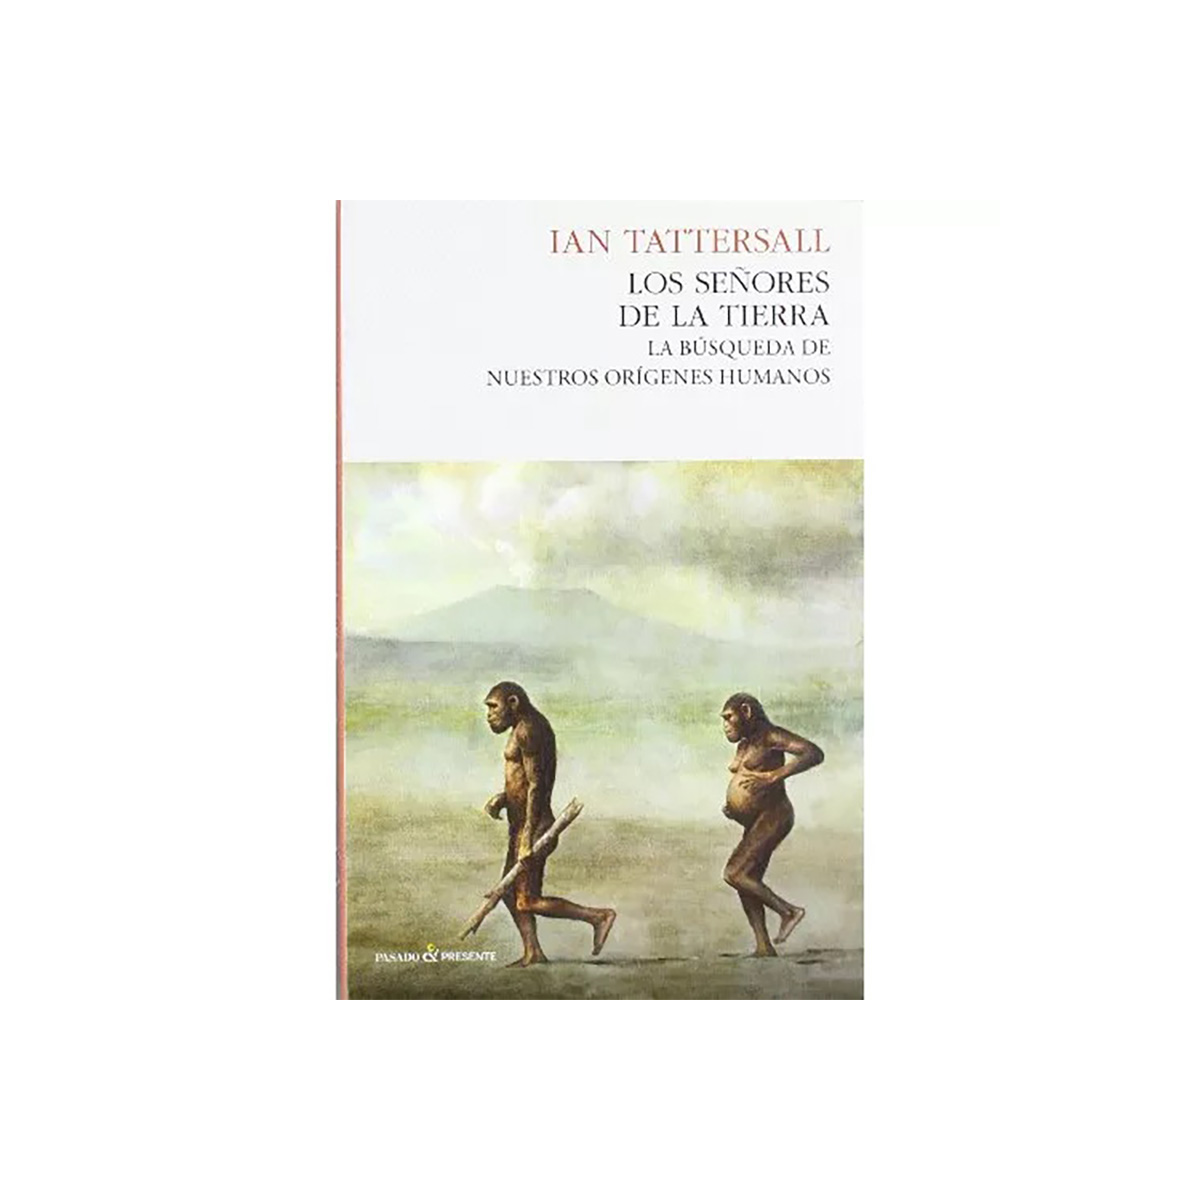 IAN TATTERSALL
LOS SEÑORES
DE LA TIERRA
LA BÚSQUEDA DE
NUESTROS ORÍGENES HUMANOS
PASADO & PRESENTE